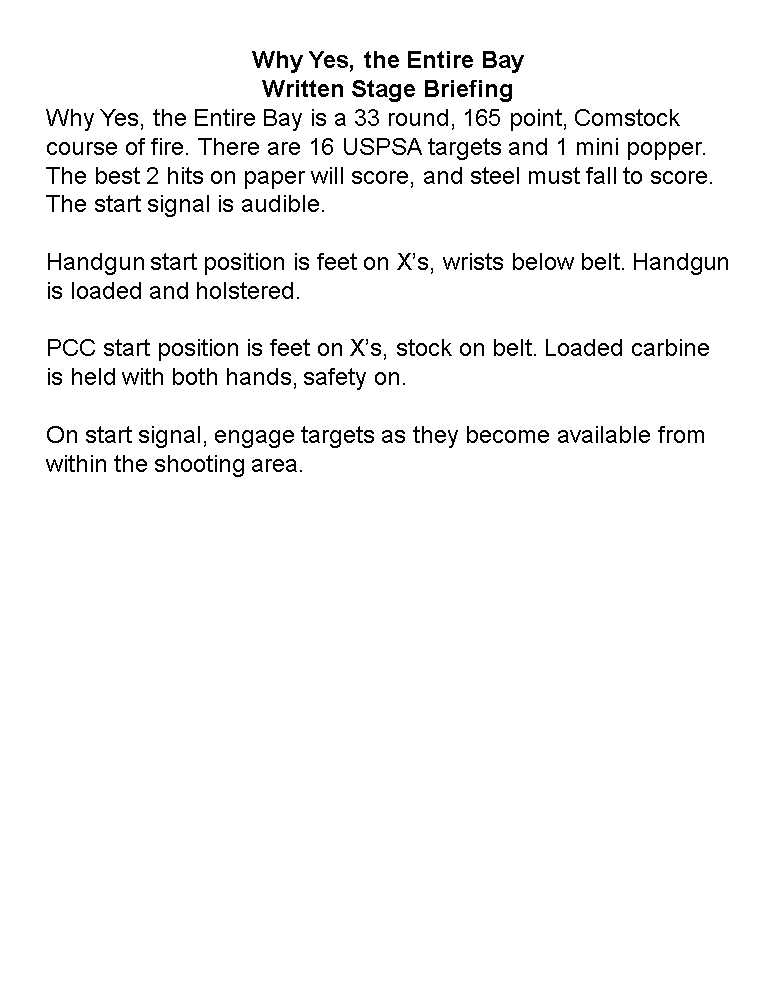 Why Yes, the Entire Bay
Written Stage Briefing
Why Yes, the Entire Bay is a 33 round, 165 point, Comstock
course of fire. There are 16 USPSA targets and 1 mini popper.
The best 2 hits on paper will score, and steel must fall to score.
The start signal is audible.
Handgun start position is feet on X’s, wrists below belt. Handgun
is loaded and holstered.
PCC start position is feet on X’s, stock on belt. Loaded carbine
is held with both hands, safety on.
On start signal, engage targets as they become available from
within the shooting area.